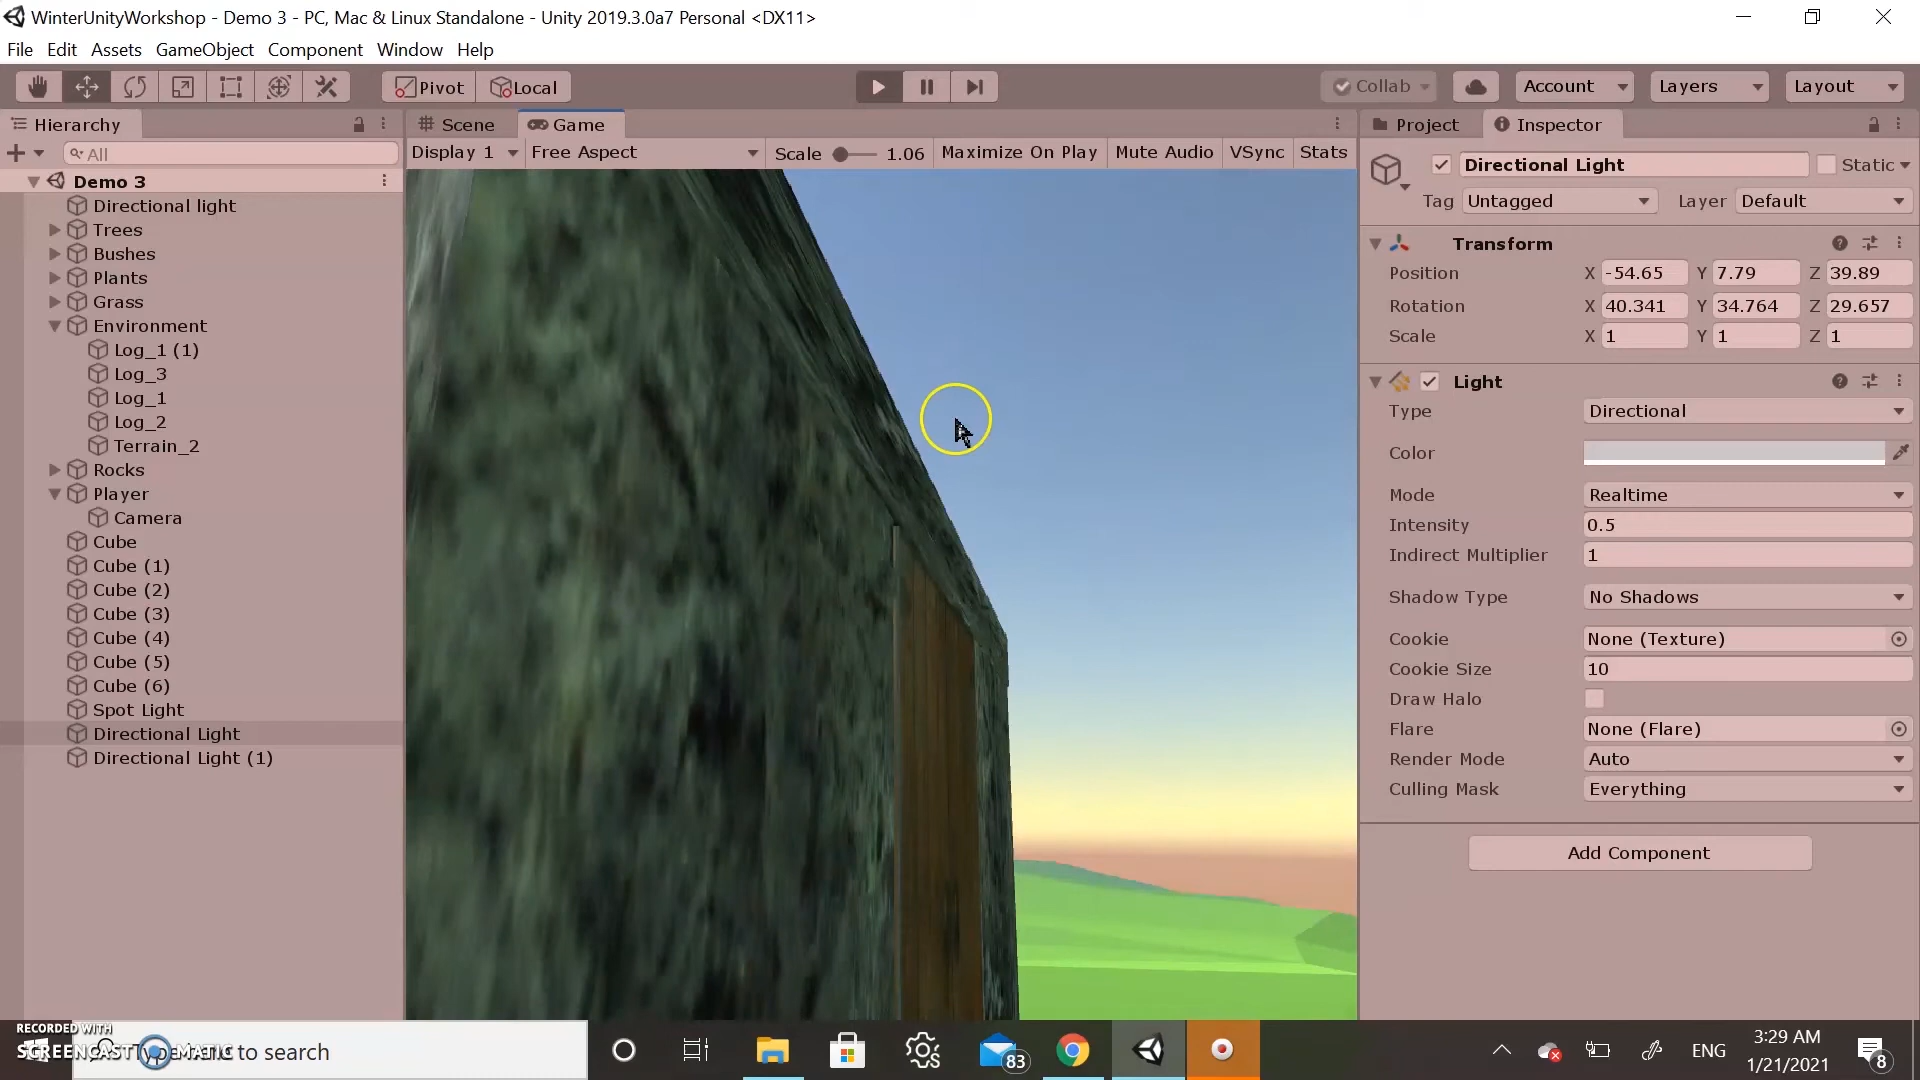 WinterUnityWorkshop - Demo 3 - PC, Mac & Linux Standalone - Unity 2019.3.0a7 Personal <DX11>
File Edit Assets GameObject Component Window Help
Pivot Local Collab Account Layers Layout
Hierarchy Scene Game Project Inspector
All
Display 1 Free Aspect Scale 1.06 Maximize On Play Mute Audio VSync Stats
Directional Light Static
Tag Untagged Layer Default
Demo 3
Directional light
Trees
Bushes
Plants
Grass
Environment
Log_1 (1)
Log_3
Log_1
Log_2
Terrain_2
Rocks
Player
Camera
Cube
Cube (1)
Cube (2)
Cube (3)
Cube (4)
Cube (5)
Cube (6)
Spot Light
Directional Light
Directional Light (1)
Transform
Position X -54.65 Y 7.79 Z 39.89
Rotation X 40.341 Y 34.764 Z 29.657
Scale X 1 Y 1 Z 1
Light
Type Directional
Color
Mode Realtime
Intensity 0.5
Indirect Multiplier 1
Shadow Type No Shadows
Cookie None (Texture)
Cookie Size 10
Draw Halo
Flare None (Flare)
Render Mode Auto
Culling Mask Everything
Add Component
RECORDED WITH
SCREENCAST MATIC
Type here to search
83
ENG
3:29 AM
1/21/2021
8